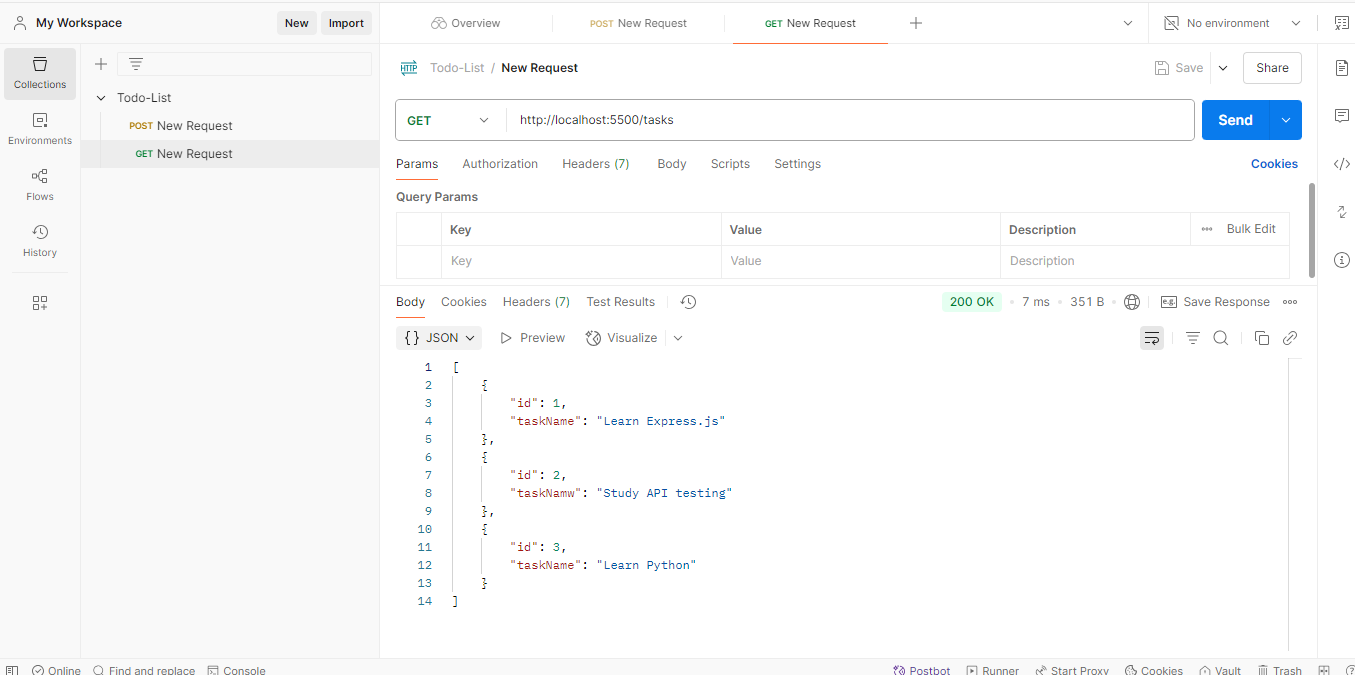 My Workspace
New
Import
Overview
POST New Request
GET New Request
No environment
Collections
Environments
Flows
History
Todo-List
POST New Request
GET New Request
HTTP
Todo-List / New Request
Save
Share
GET
http://localhost:5500/tasks
Send
Params
Authorization
Headers (7)
Body
Scripts
Settings
Cookies
Query Params
Key
Value
Description
Bulk Edit
Key
Value
Description
Body
Cookies
Headers (7)
Test Results
200 OK
7 ms
351 B
e.g.
Save Response
{} JSON
Preview
Visualize
1 [
2 {
3 "id": 1,
4 "taskName": "Learn Express.js"
5 },
6 {
7 "id": 2,
8 "taskNamw": "Study API testing"
9 },
10 {
11 "id": 3,
12 "taskName": "Learn Python"
13 }
14 ]
Online
Find and replace
Console
Postbot
Runner
Start Proxy
Cookies
Vault
Trash